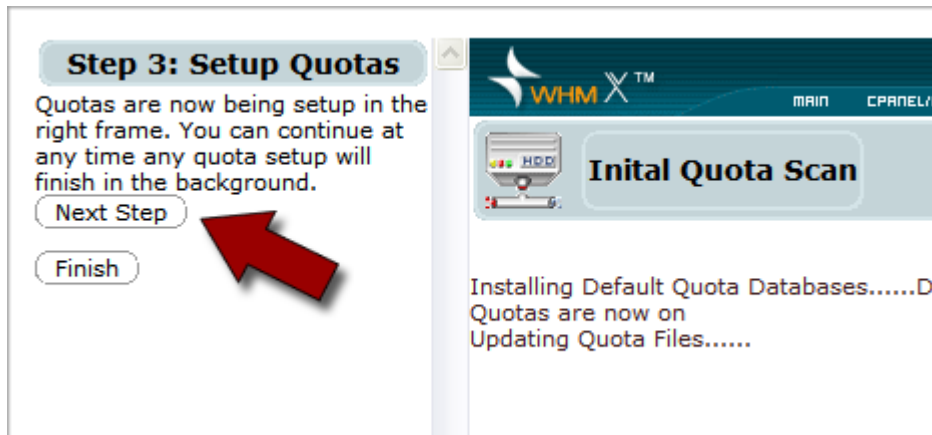 Step 3: Setup Quotas
Quotas are now being setup in the
right frame. You can continue at
any time any quota setup will
finish in the background.
Next Step
Finish
WHM X ™
MAIN CPANEL/
HDD
Inital Quota Scan
Installing Default Quota Databases......D
Quotas are now on
Updating Quota Files......